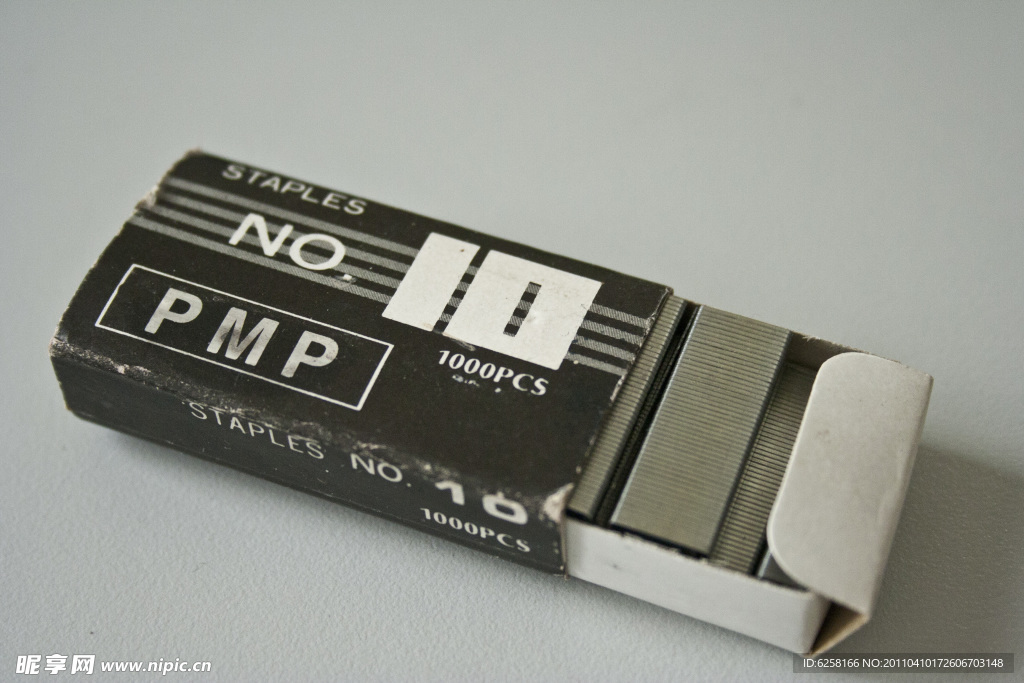 STAPLES
NO. 10
PMP
1000PCS
STAPLES NO. 10
1000PCS
昵享网 www.nipic.cn
ID:6258166 NO:20110410172606703148